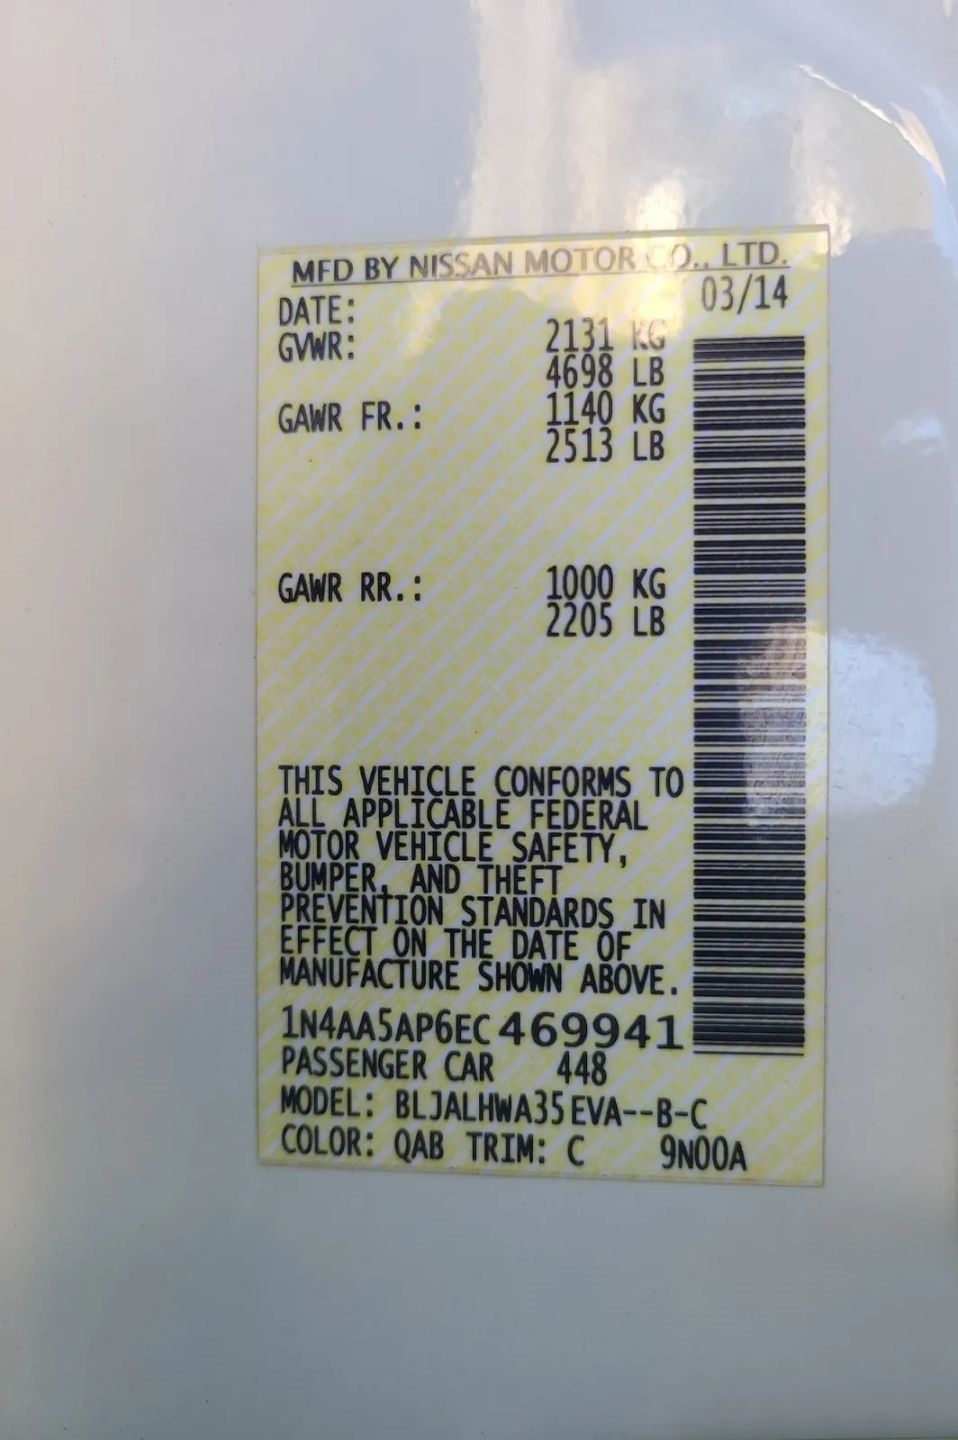 MFD BY NISSAN MOTOR CO., LTD.
DATE: 03/14
GVWR: 2131 KG
4698 LB
GAWR FR.: 1140 KG
2513 LB
GAWR RR.: 1000 KG
2205 LB
THIS VEHICLE CONFORMS TO
ALL APPLICABLE FEDERAL
MOTOR VEHICLE SAFETY,
BUMPER, AND THEFT
PREVENTION STANDARDS IN
EFFECT ON THE DATE OF
MANUFACTURE SHOWN ABOVE.
1N4AA5AP6EC469941
PASSENGER CAR 448
MODEL: BLJALHWA35EVA--B-C
COLOR: QAB TRIM: C 9N00A